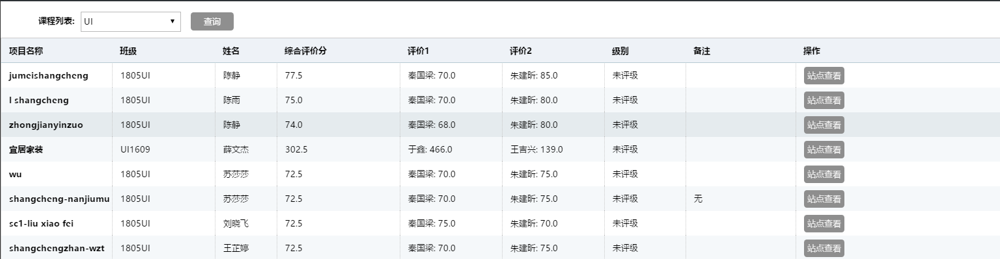 课程列表: UI 查询
项目名称 班级 姓名 综合评价分 评价1 评价2 级别 备注 操作
jumeishangcheng 1805UI 陈静 77.5 秦国梁: 70.0 朱建昕: 85.0 未评级 站点查看
l shangcheng 1805UI 陈雨 75.0 秦国梁: 70.0 朱建昕: 80.0 未评级 站点查看
zhongjianyinzuo 1805UI 陈静 74.0 秦国梁: 68.0 朱建昕: 80.0 未评级 站点查看
宜居家装 UI1609 薛文杰 302.5 于鑫: 466.0 王吉兴: 139.0 未评级 站点查看
wu 1805UI 苏莎莎 72.5 秦国梁: 70.0 朱建昕: 75.0 未评级 站点查看
shangcheng-nanjiumu 1805UI 苏莎莎 72.5 秦国梁: 70.0 朱建昕: 75.0 未评级 无 站点查看
sc1-liu xiao fei 1805UI 刘晓飞 72.5 秦国梁: 75.0 朱建昕: 70.0 未评级 站点查看
shangchengzhan-wzt 1805UI 王芷婷 72.5 秦国梁: 70.0 朱建昕: 75.0 未评级 站点查看